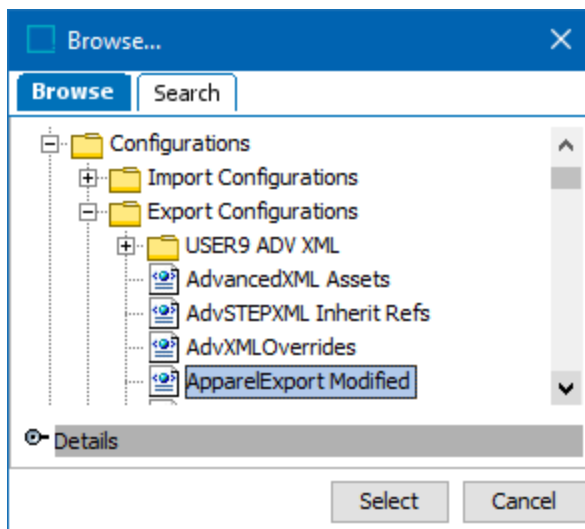 Browse...
Browse Search
Configurations
Import Configurations
Export Configurations
USER9 ADV XML
AdvancedXML Assets
AdvSTEPXML Inherit Refs
AdvXMLOverrides
ApparelExport Modified
Details
Select Cancel